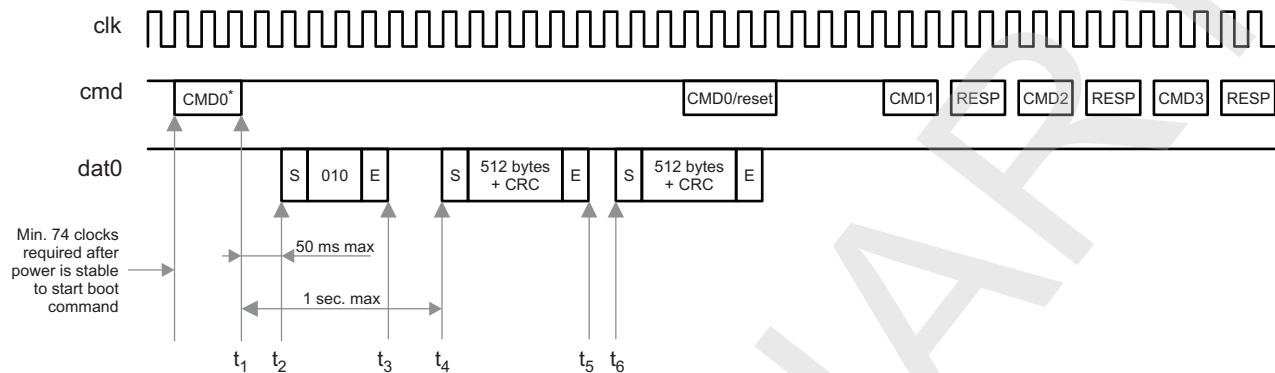 clk
cmd
CMD0*
CMD0/reset
CMD1
RESP
CMD2
RESP
CMD3
RESP
dat0
S
010
E
S
512 bytes
+ CRC
E
S
512 bytes
+ CRC
E
Min. 74 clocks
required after
power is stable
to start boot
command
50 ms max
1 sec. max
t1
t2
t3
t4
t5
t6